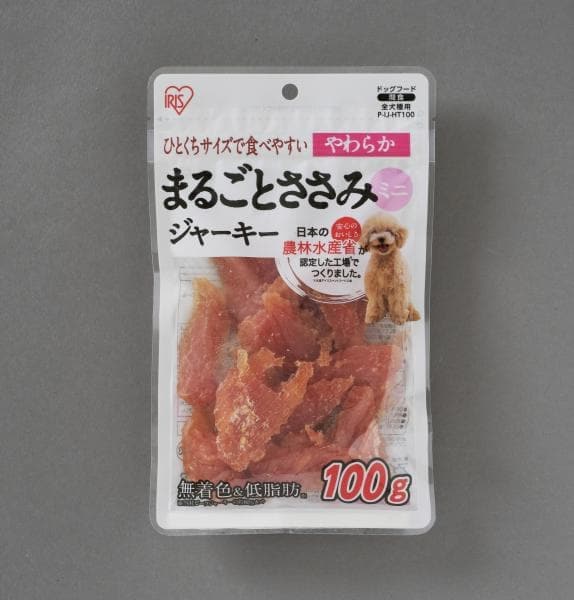 IRIS
ドッグフード
間食
全犬種用
P-IJ-HT100
ひとくちサイズで食べやすい
やわらか
まるごとささみ
ミニ
ジャーキー
安心の
おいしさ
日本の
農林水産省が
認定した工場で
つくりました。
無着色&低脂肪
100g